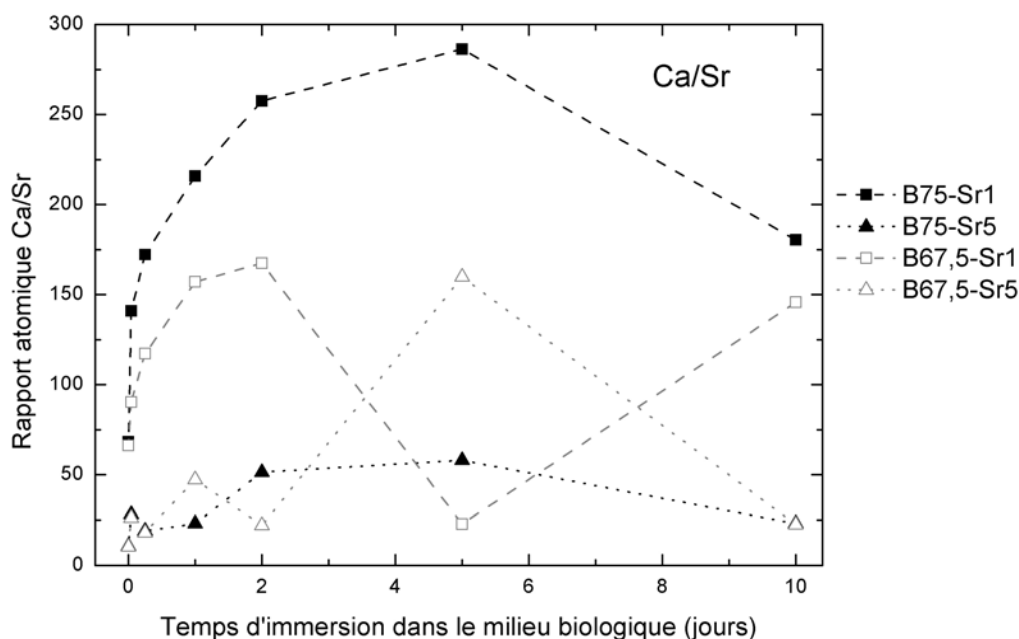 300
250
200
150
100
50
0
Rapport atomique Ca/Sr
Ca/Sr
B75-Sr1
B75-Sr5
B67,5-Sr1
B67,5-Sr5
0 2 4 6 8 10
Temps d'immersion dans le milieu biologique (jours)